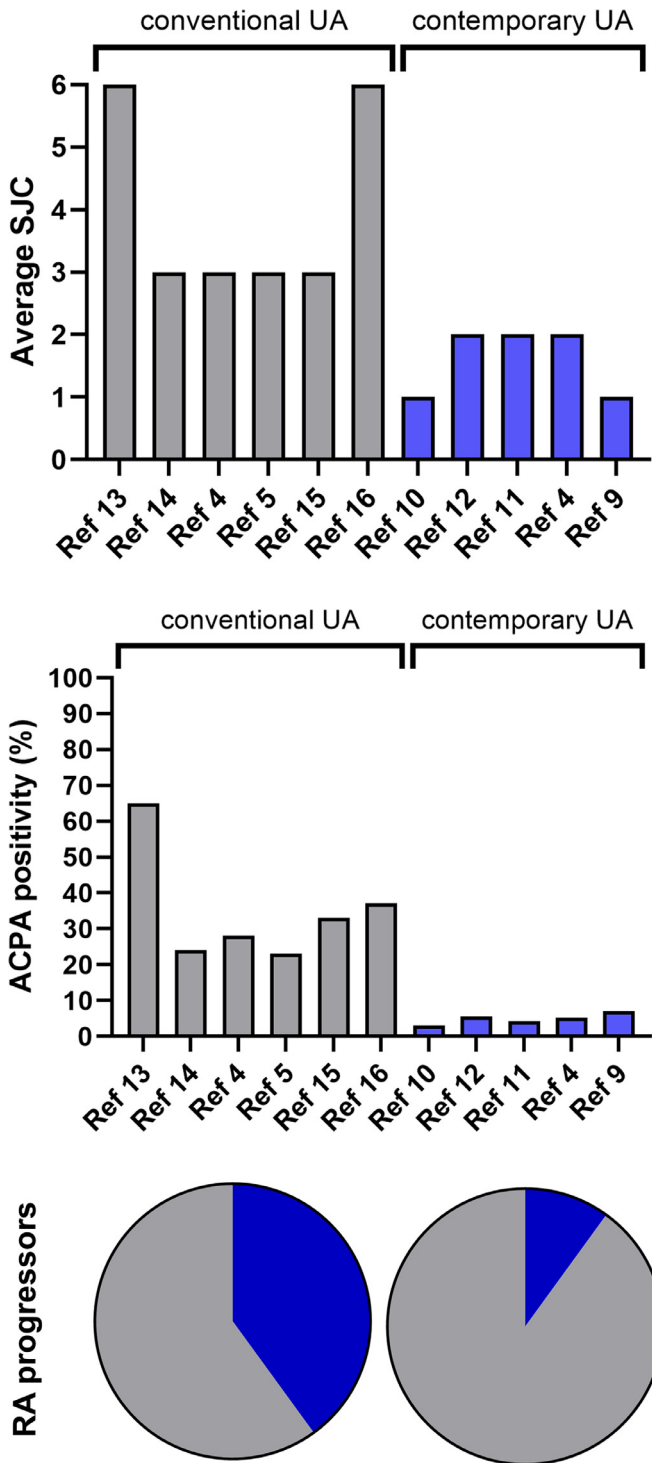 conventional UA contemporary UA
Average SJC
6
5
4
3
2
1
0
Ref 13 Ref 14 Ref 4 Ref 5 Ref 15 Ref 16 Ref 10 Ref 12 Ref 11 Ref 4 Ref 9
conventional UA contemporary UA
ACPA positivity (%)
100
90
80
70
60
50
40
30
20
10
0
Ref 13 Ref 14 Ref 4 Ref 5 Ref 15 Ref 16 Ref 10 Ref 12 Ref 11 Ref 4 Ref 9
RA progressors